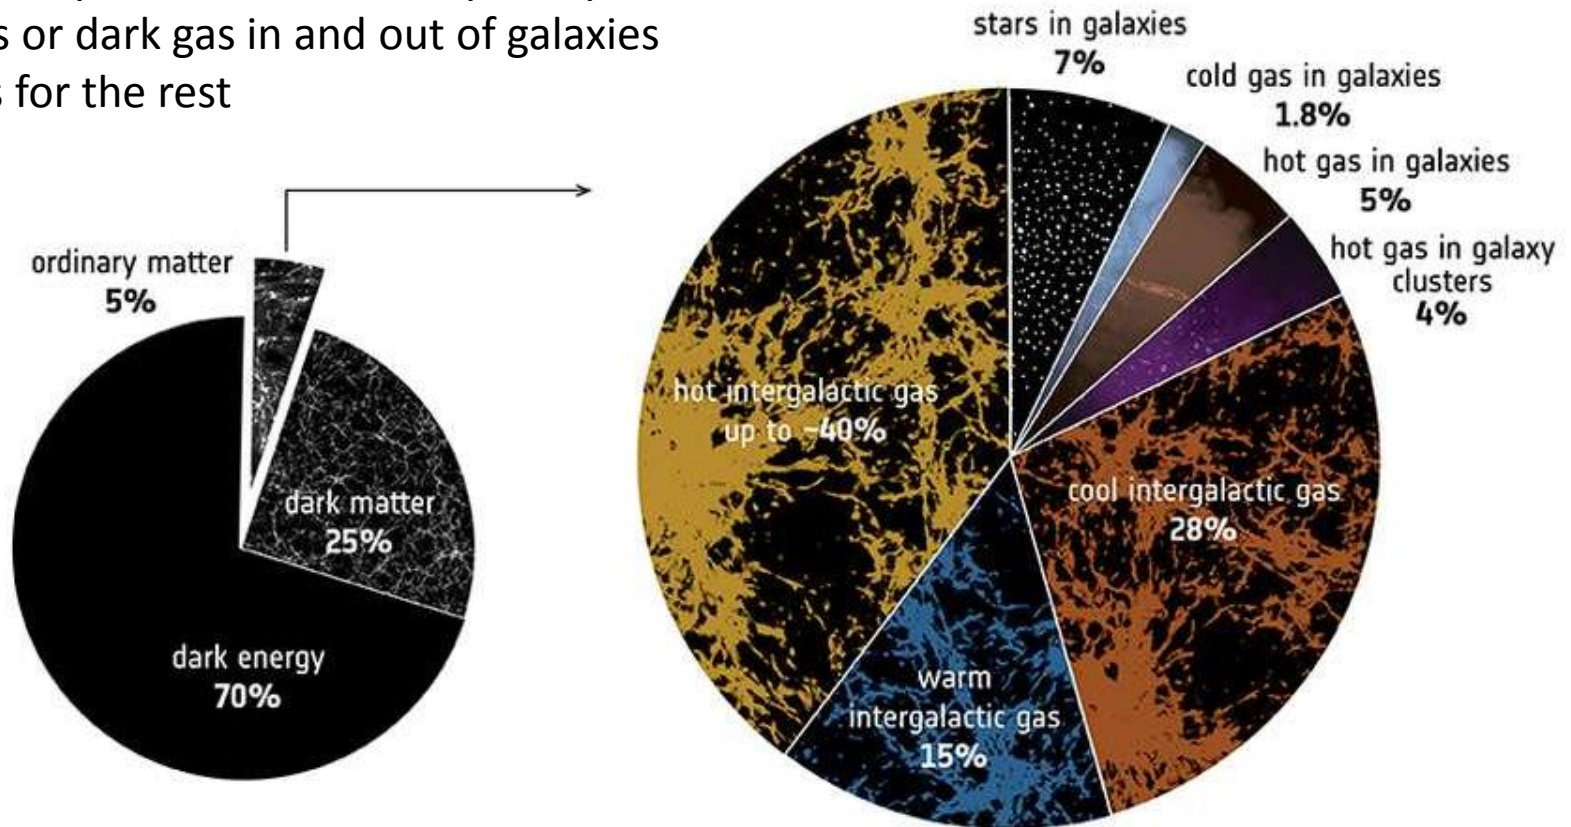 s or dark gas in and out of galaxies
s for the rest
ordinary matter
5%
dark matter
25%
dark energy
70%
stars in galaxies
7%
cold gas in galaxies
1.8%
hot gas in galaxies
5%
hot gas in galaxy
clusters
4%
hot intergalactic gas
up to ~40%
cool intergalactic gas
28%
warm
intergalactic gas
15%